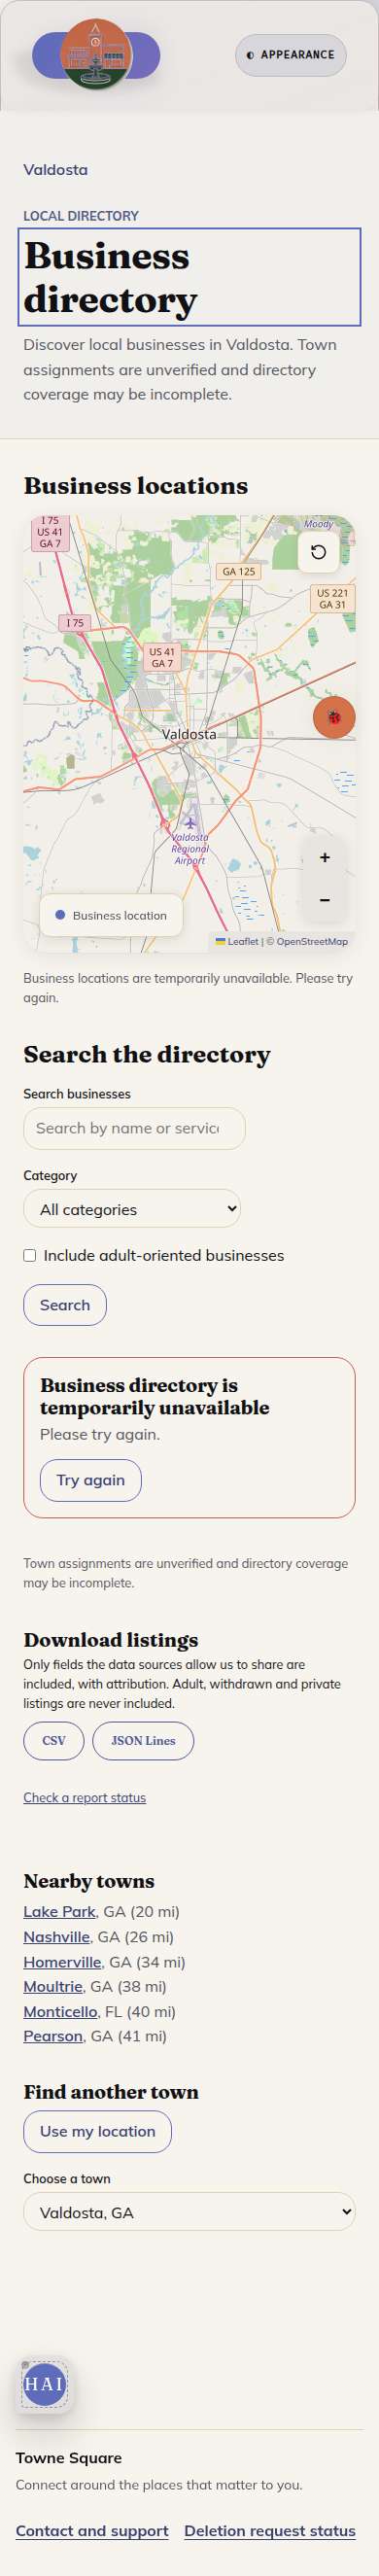 ◐ APPEARANCE
Valdosta
LOCAL DIRECTORY
Business
directory
Discover local businesses in Valdosta. Town
assignments are unverified and directory
coverage may be incomplete.
Business locations
I 75
US 41
GA 7
Moody
GA 125
US 221
GA 31
I 75
US 41
GA 7
Valdosta
Valdosta
Regional
Airport
+
−
Business location
Leaflet | © OpenStreetMap
Business locations are temporarily unavailable. Please try
again.
Search the directory
Search businesses
Search by name or servic
Category
All categories
Include adult-oriented businesses
Search
Business directory is
temporarily unavailable
Please try again.
Try again
Town assignments are unverified and directory coverage
may be incomplete.
Download listings
Only fields the data sources allow us to share are
included, with attribution. Adult, withdrawn and private
listings are never included.
CSV JSON Lines
Check a report status
Nearby towns
Lake Park, GA (20 mi)
Nashville, GA (26 mi)
Homerville, GA (34 mi)
Moultrie, GA (38 mi)
Monticello, FL (40 mi)
Pearson, GA (41 mi)
Find another town
Use my location
Choose a town
Valdosta, GA
HAI
Towne Square
Connect around the places that matter to you.
Contact and support Deletion request status